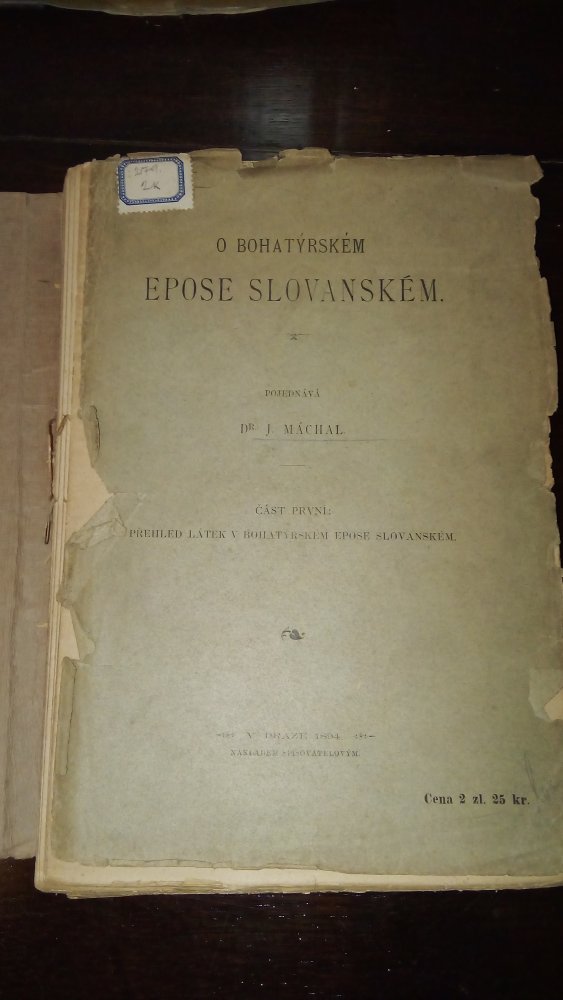 2 K
O BOHATÝRSKÉM
EPOSE SLOVANSKÉM.
POJEDNÁVÁ
DR. J. MÁCHAL.
ČÁST PRVNÍ:
PŘEHLED LÁTEK V BOHATÝRSKÉM EPOSE SLOVANSKÉM.
V PRAZE 1894.
NÁKLADEM SPISOVATELOVÝM.
Cena 2 zl. 25 kr.